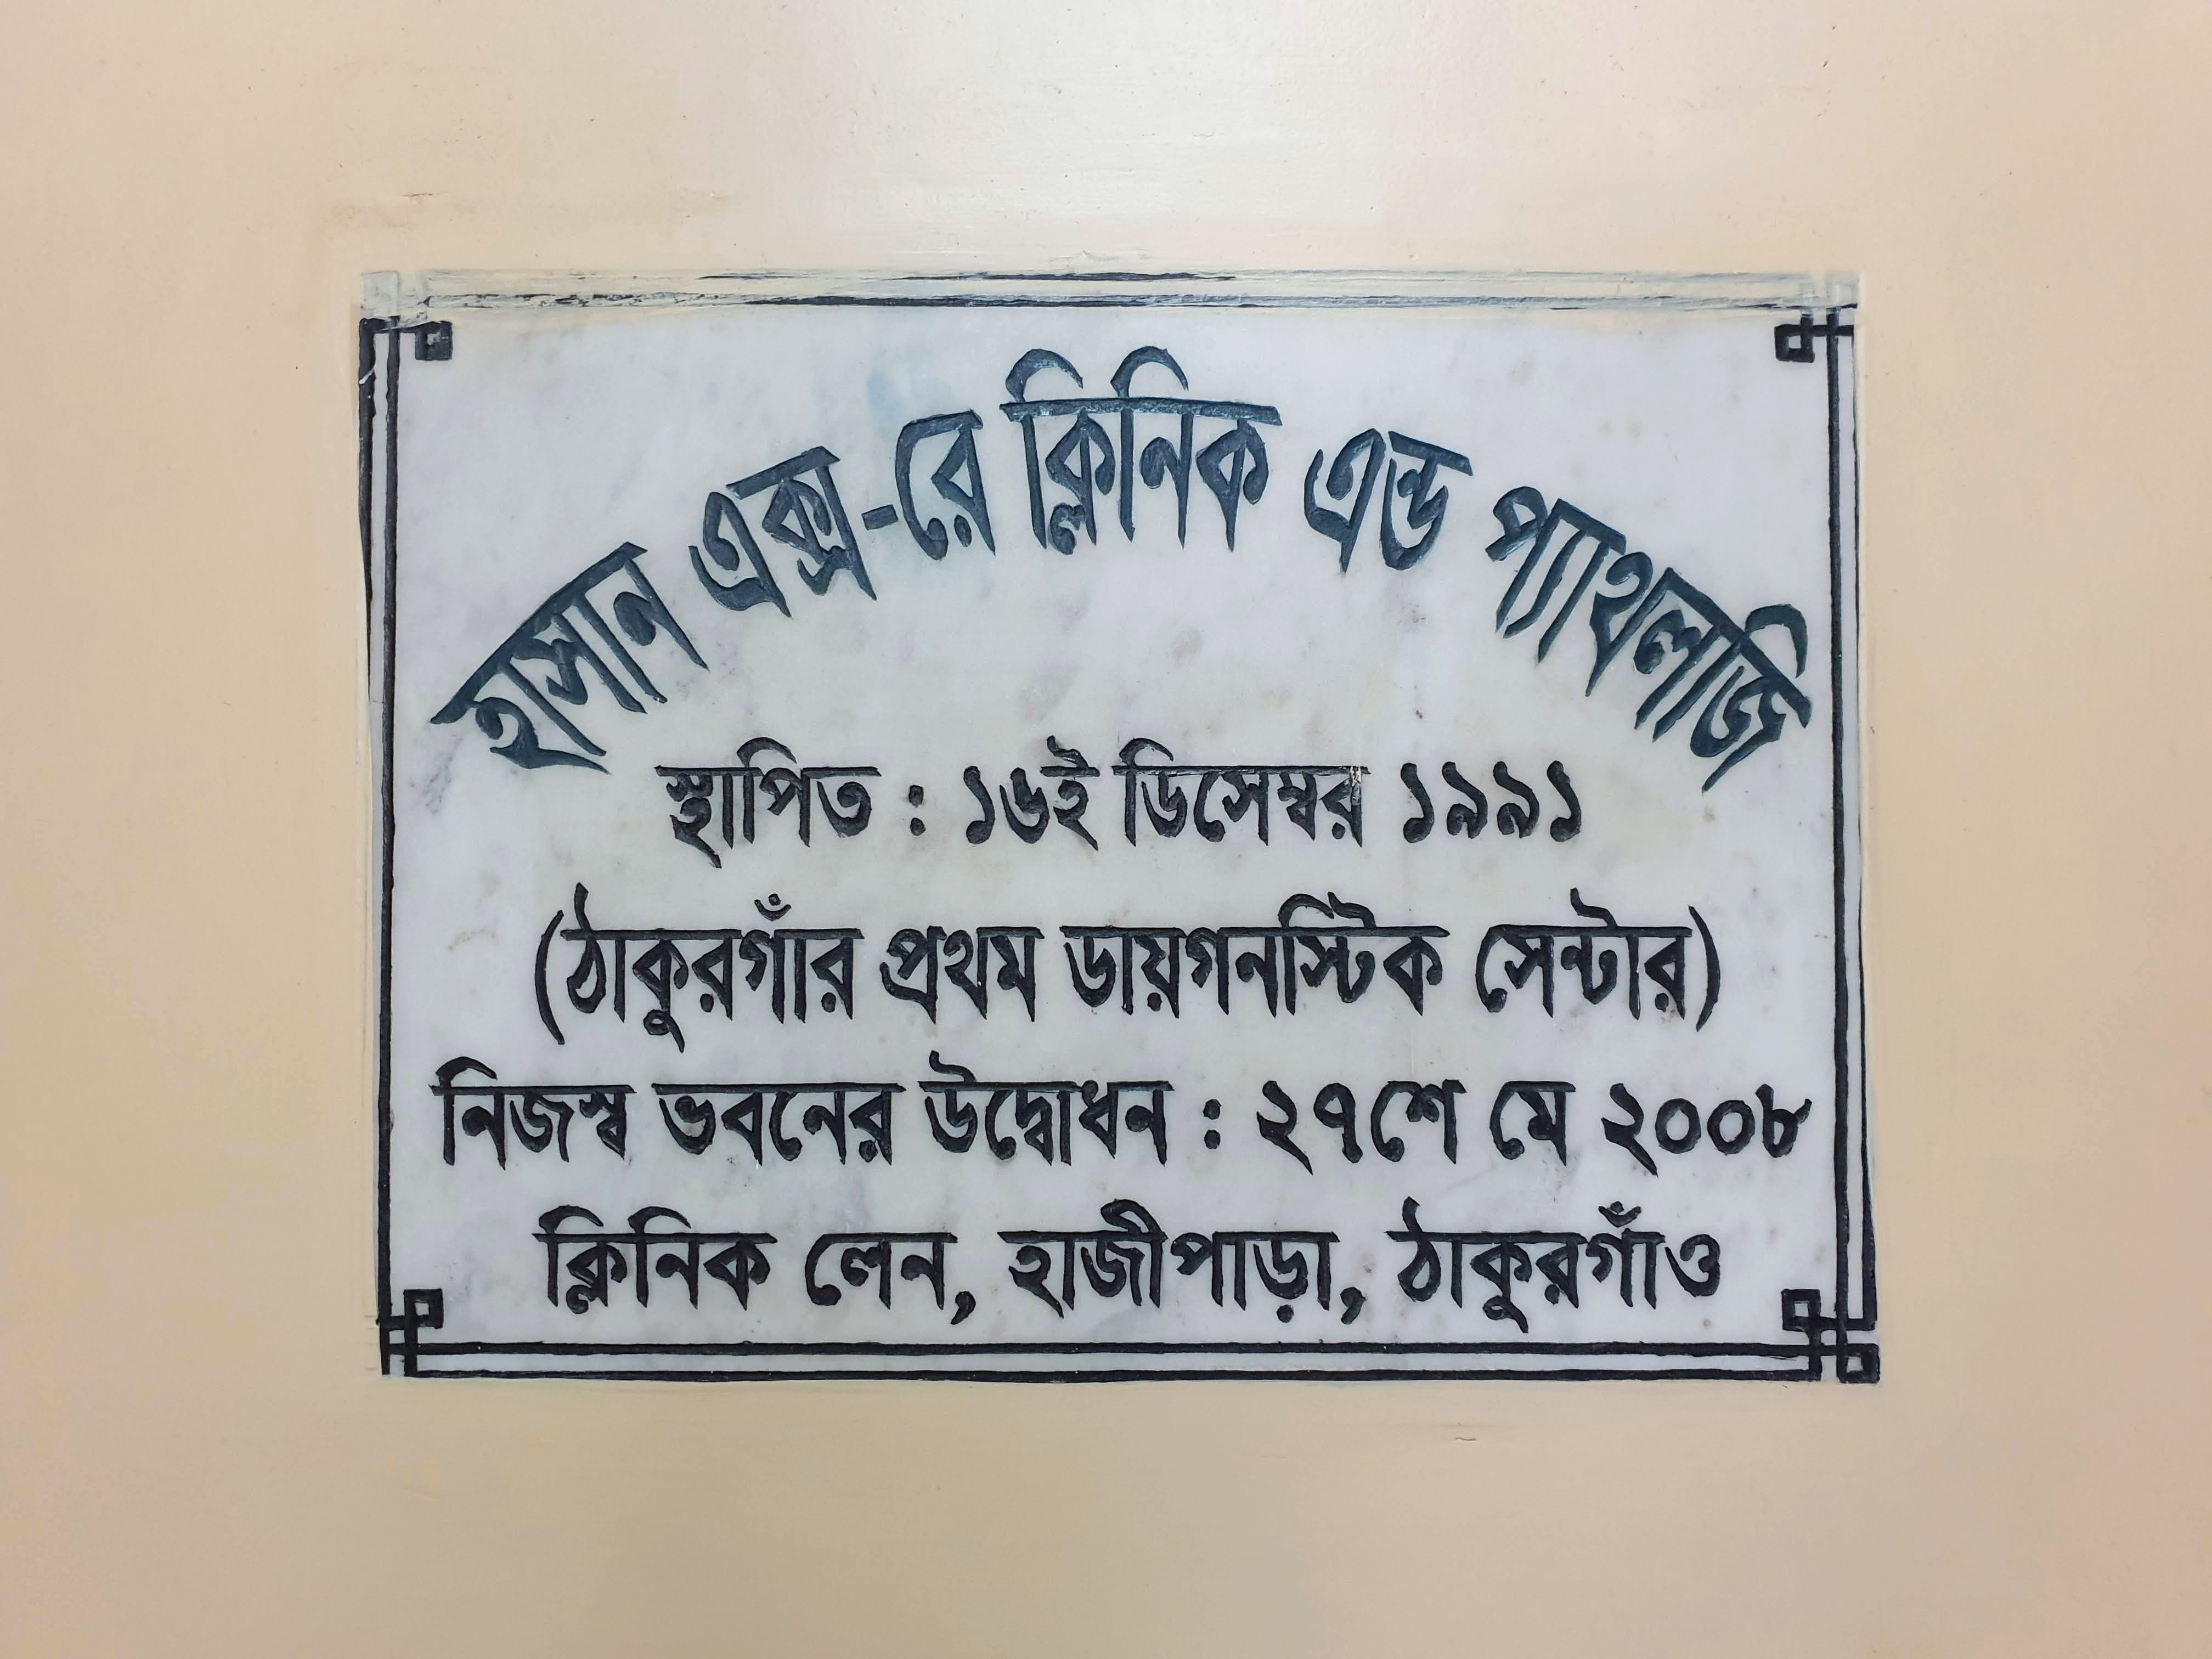 হাসান এক্স-রে ক্লিনিক এন্ড প্যাথলজি
স্থাপিত : ১৬ই ডিসেম্বর ১৯৯১
(ঠাকুরগাঁর প্রথম ডায়গনস্টিক সেন্টার)
নিজস্ব ভবনের উদ্বোধন : ২৭শে মে ২০০৮
ক্লিনিক লেন, হাজীপাড়া, ঠাকুরগাঁও